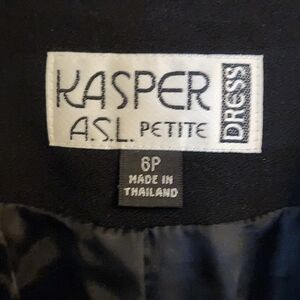 KASPER
A.S.L. PETITE
DRESS
6P
MADE IN
THAILAND